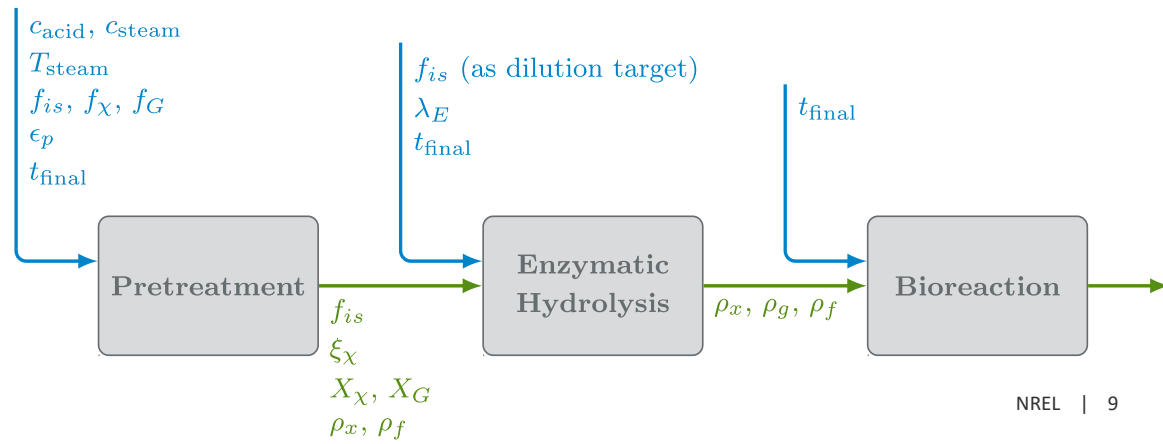 c_acid, c_steam
T_steam
f_is, f_χ, f_G
ϵ_p
t_final
f_is (as dilution target)
λ_E
t_final
t_final
Pretreatment
Enzymatic
Hydrolysis
Bioreaction
f_is
ξ_χ
X_χ, X_G
ρ_x, ρ_f
ρ_x, ρ_g, ρ_f
NREL | 9